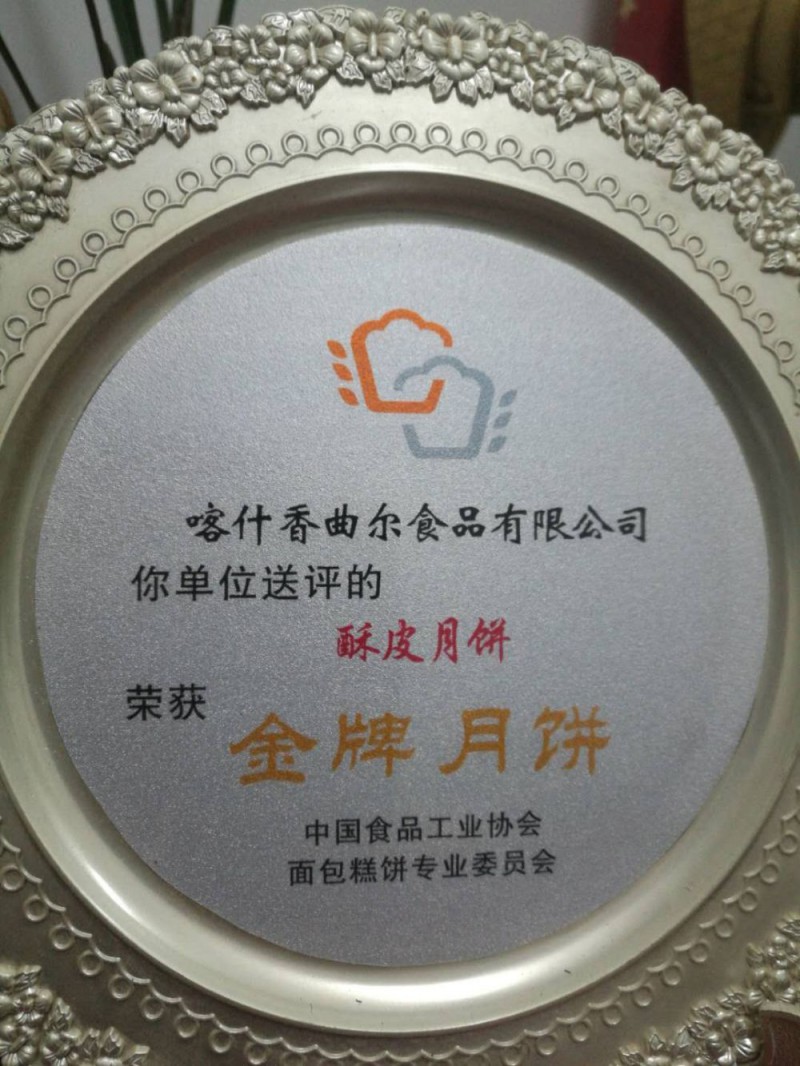 喀什香曲尔食品有限公司
你单位送评的
酥皮月饼
荣获
金牌月饼
中国食品工业协会
面包糕饼专业委员会